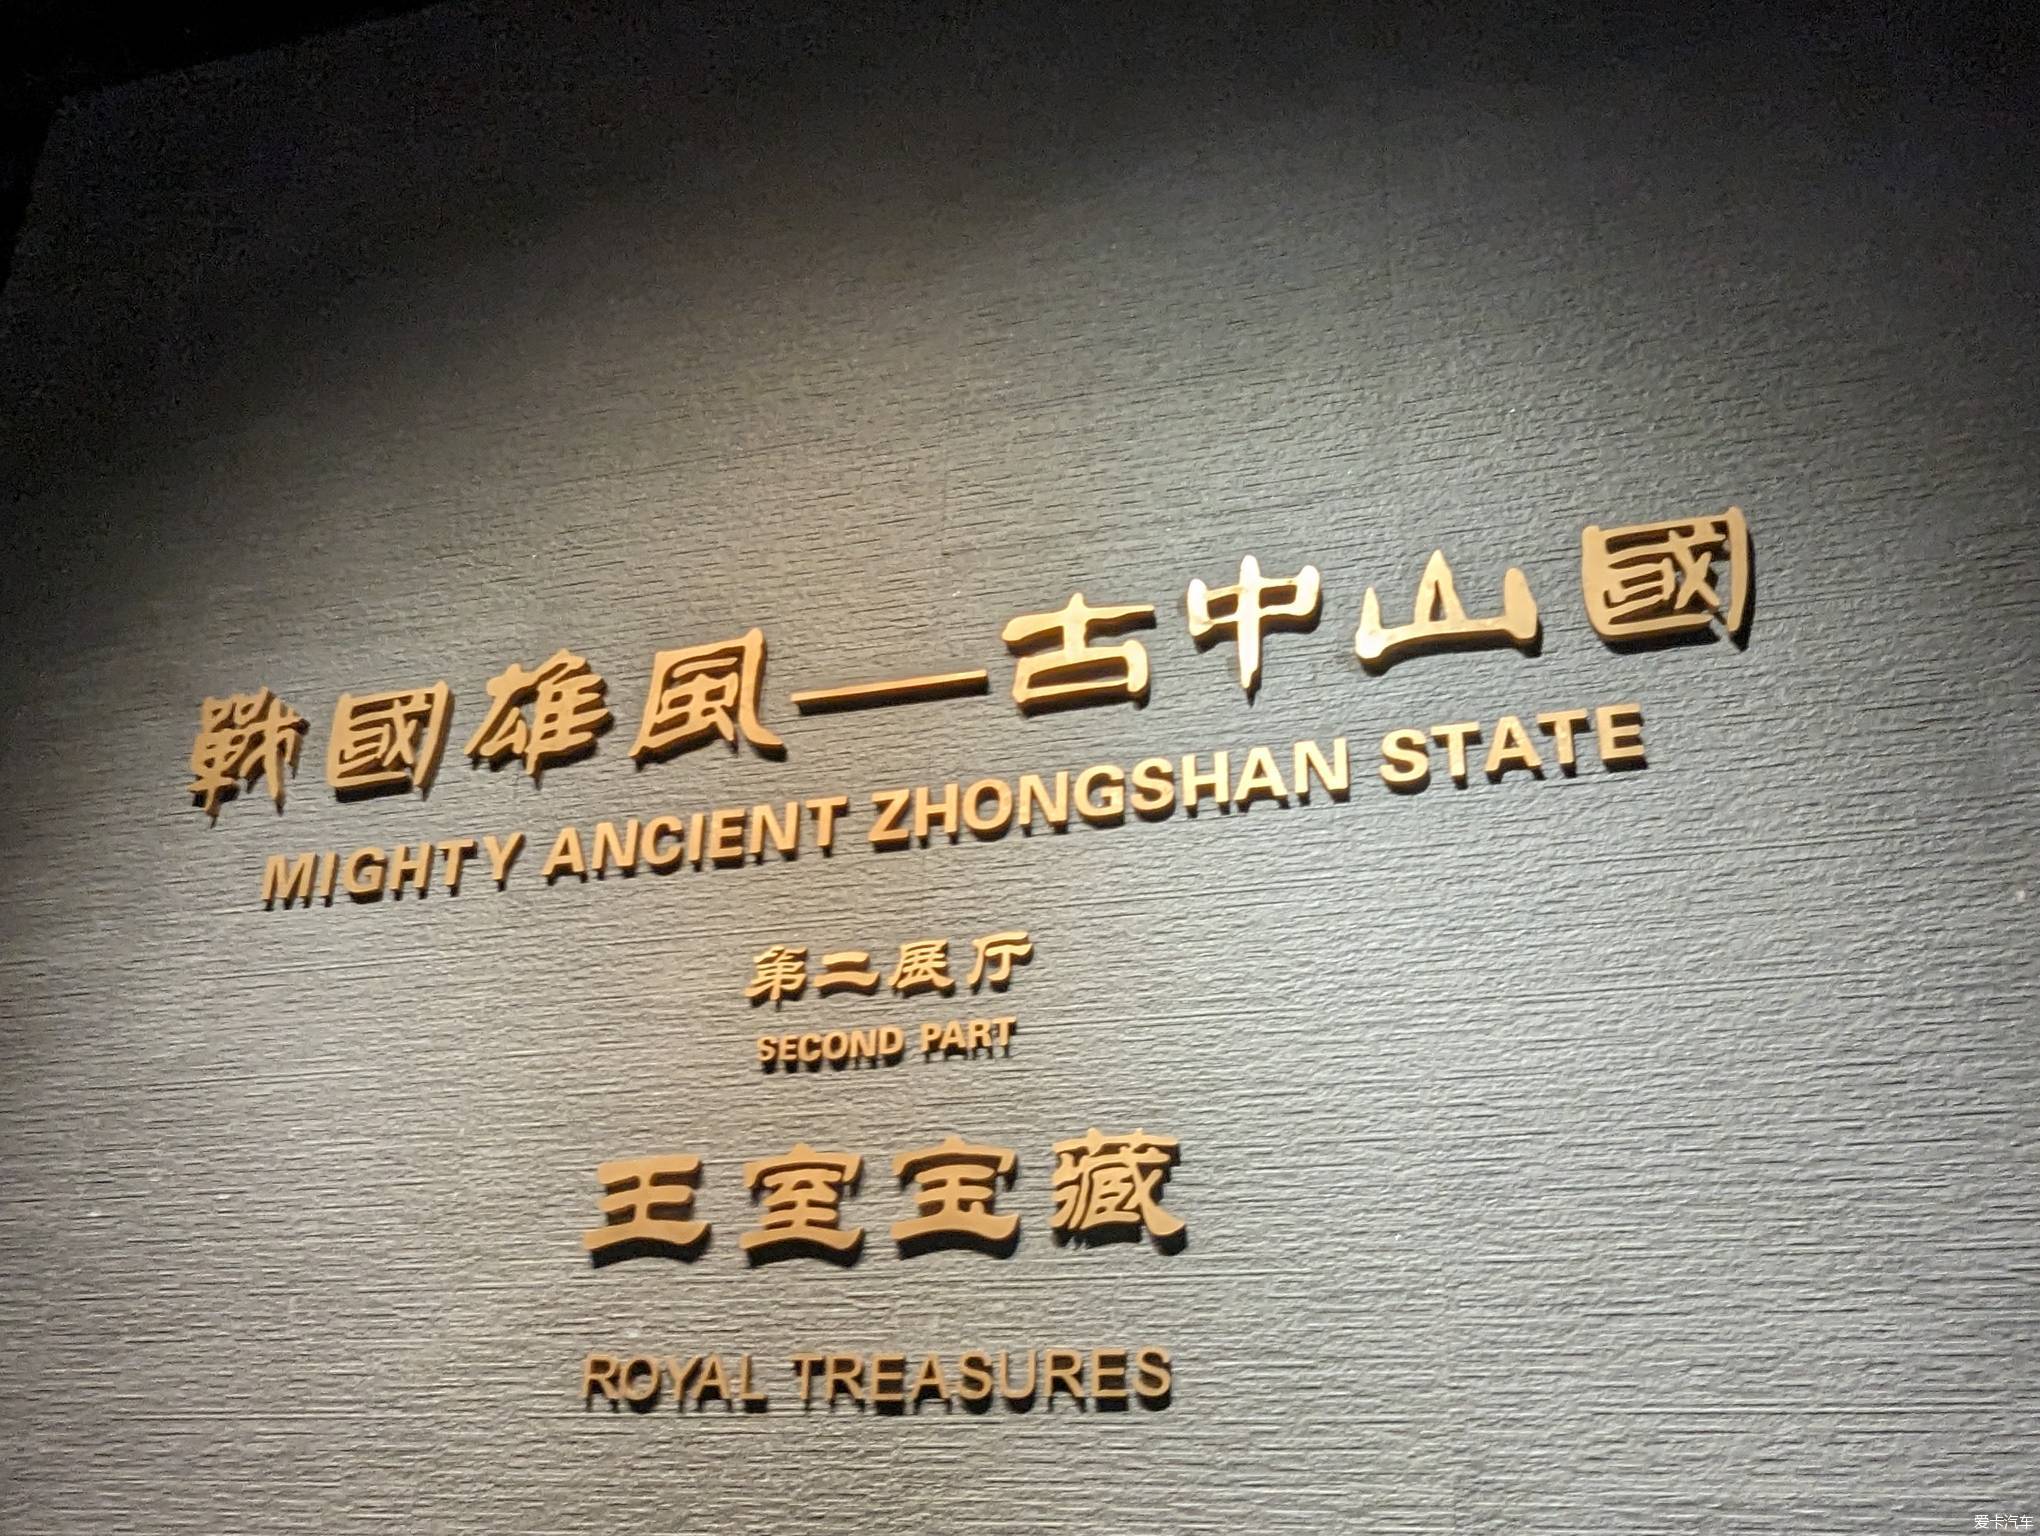 戰國雄風—古中山國
MIGHTY ANCIENT ZHONGSHAN STATE
第二展厅
SECOND PART
王室宝藏
ROYAL TREASURES
爱卡汽车